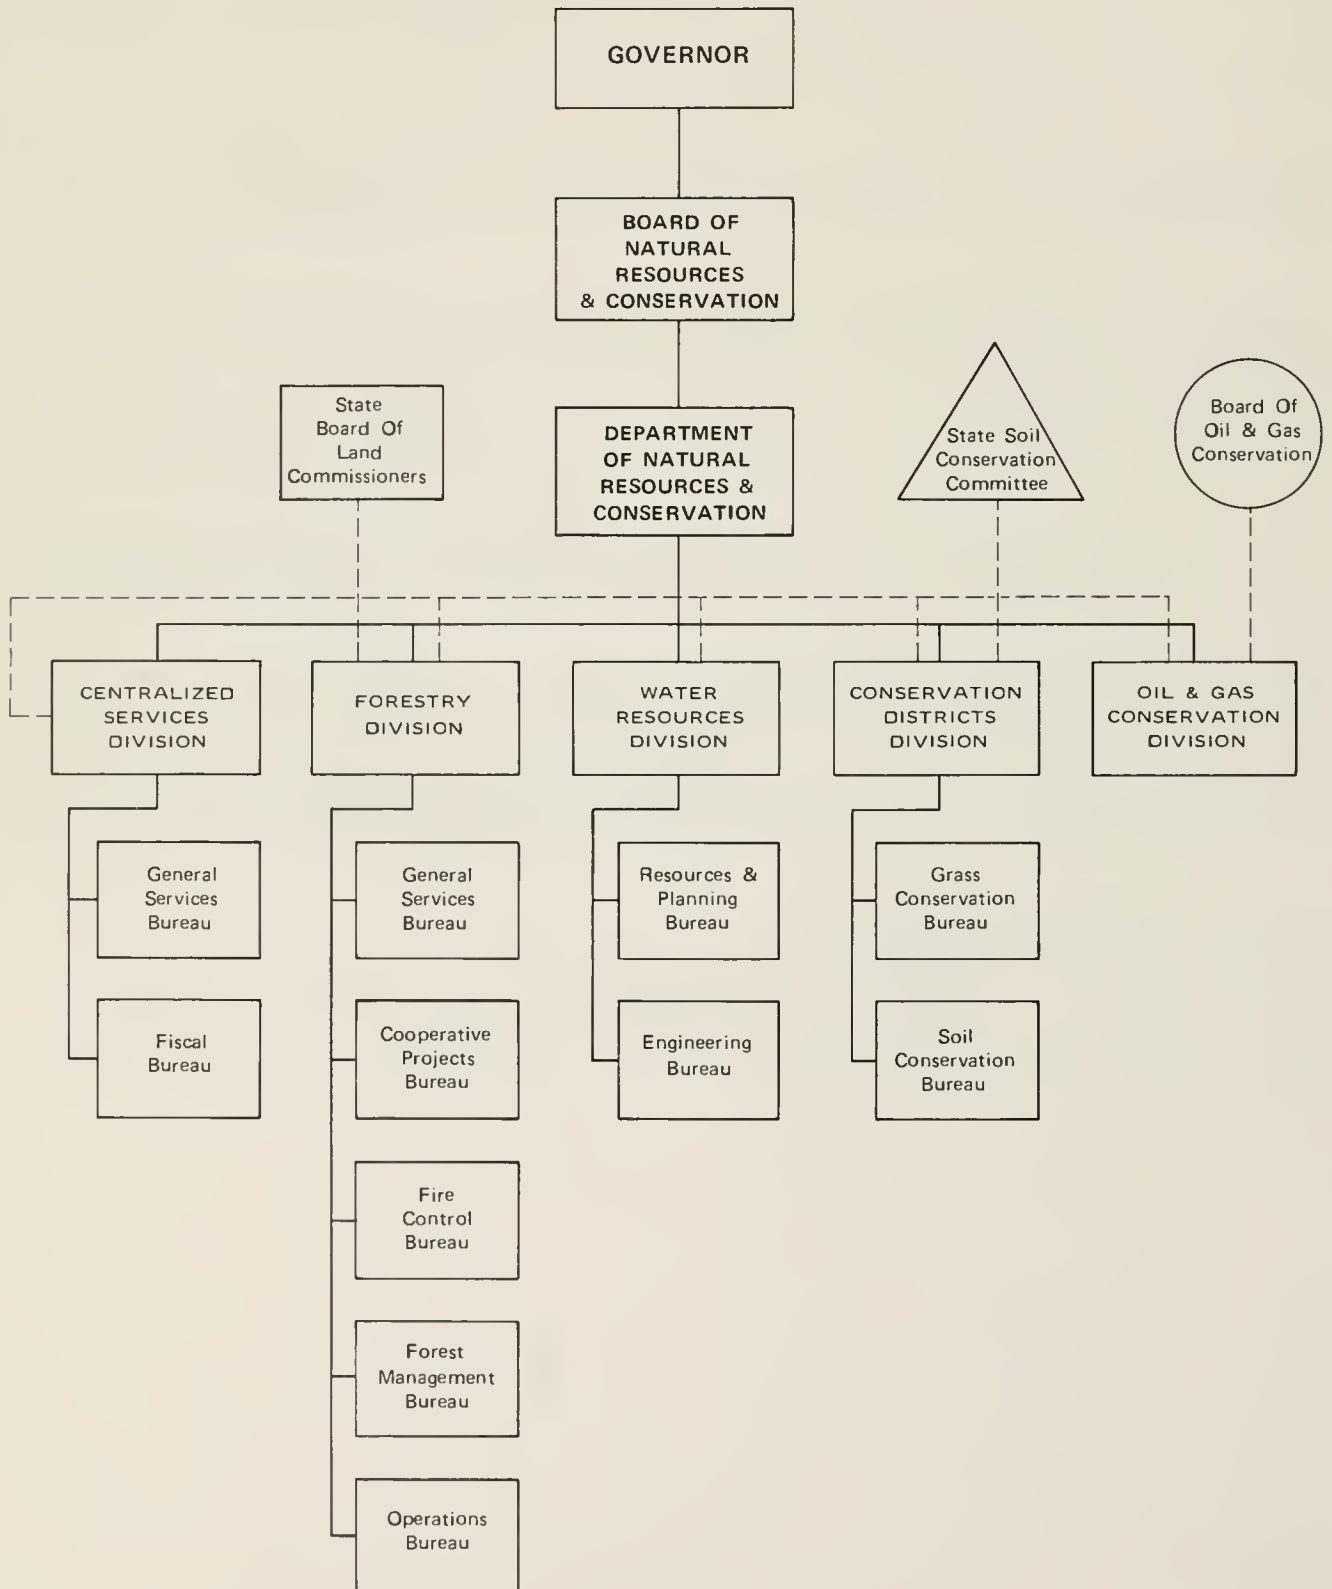 GOVERNOR
BOARD OF
NATURAL
RESOURCES
& CONSERVATION
State
Board Of
Land
Commissioners
DEPARTMENT
OF NATURAL
RESOURCES &
CONSERVATION
State Soil
Conservation
Committee
Board Of
Oil & Gas
Conservation
CENTRALIZED
SERVICES
DIVISION
FORESTRY
DIVISION
WATER
RESOURCES
DIVISION
CONSERVATION
DISTRICTS
DIVISION
OIL & GAS
CONSERVATION
DIVISION
General
Services
Bureau
General
Services
Bureau
Resources &
Planning
Bureau
Grass
Conservation
Bureau
Fiscal
Bureau
Cooperative
Projects
Bureau
Engineering
Bureau
Soil
Conservation
Bureau
Fire
Control
Bureau
Forest
Management
Bureau
Operations
Bureau